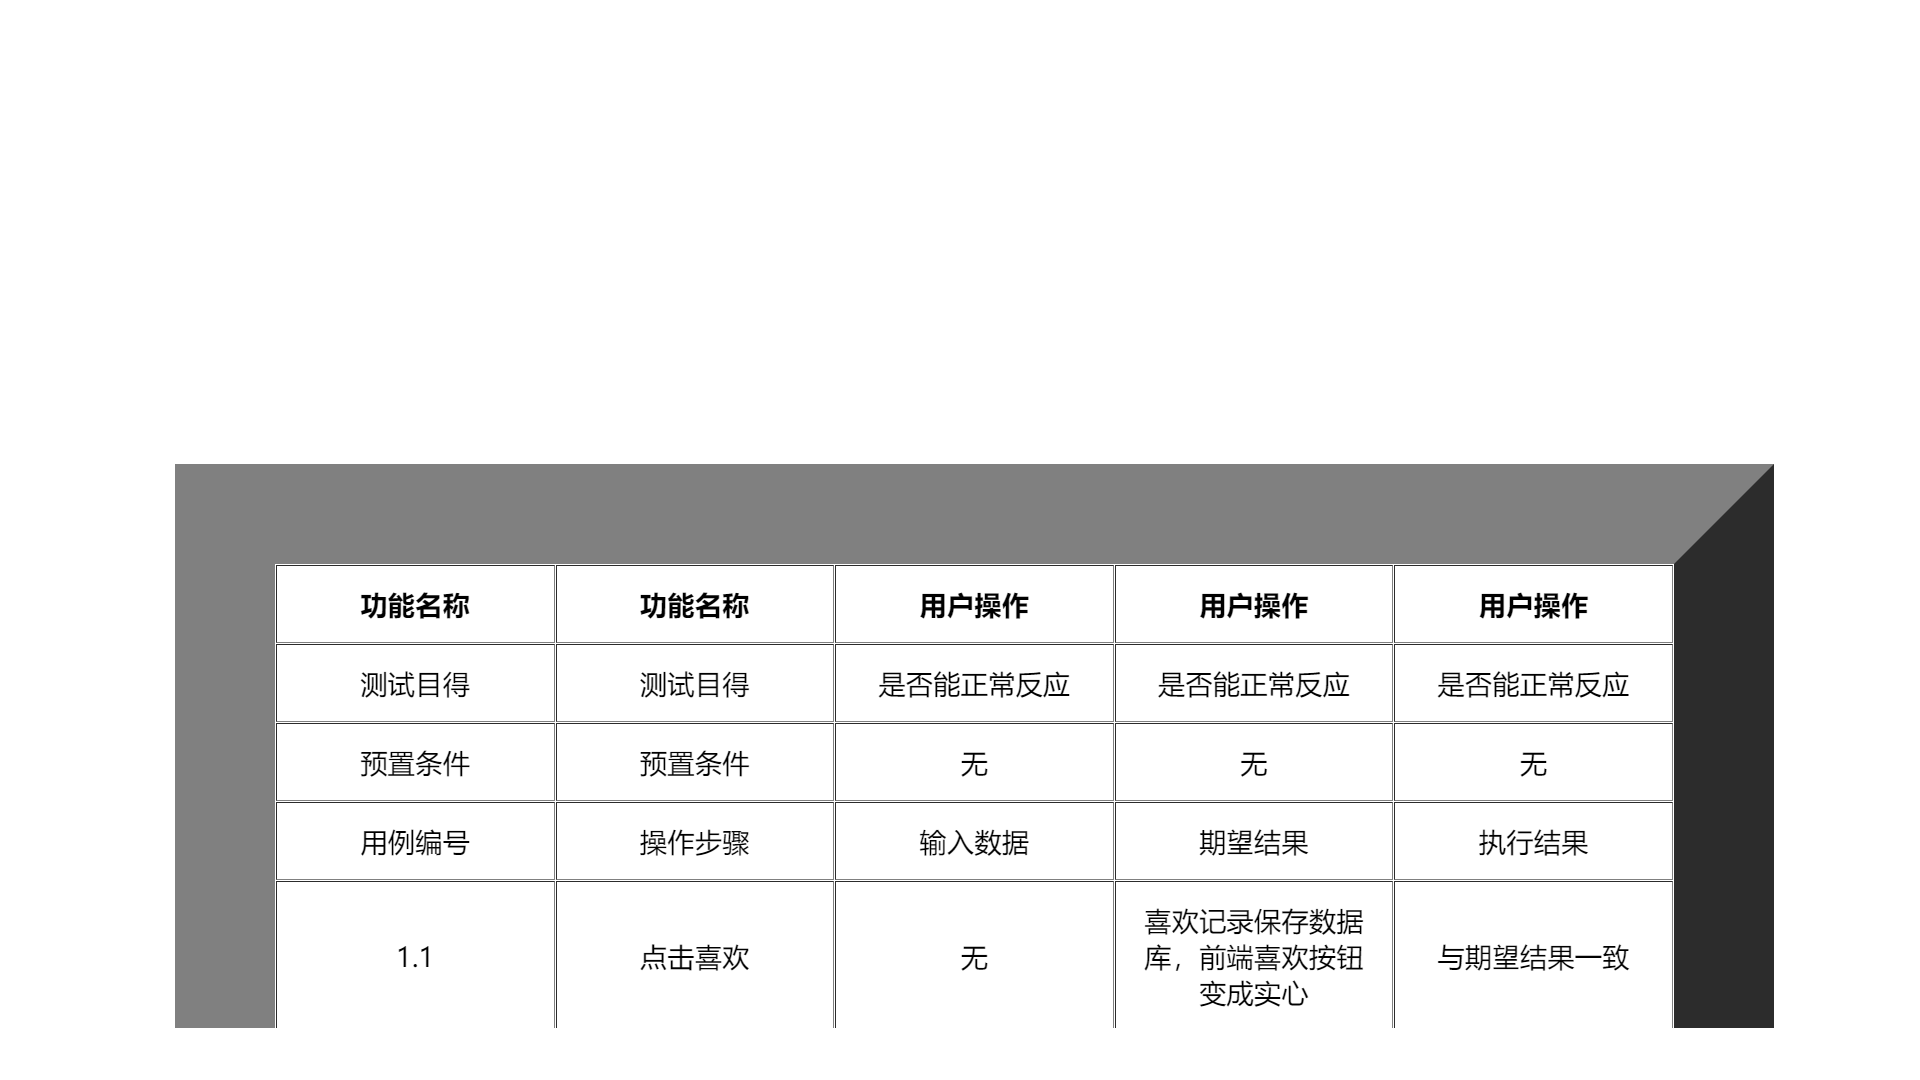 功能名称 功能名称 用户操作 用户操作 用户操作
测试目得 测试目得 是否能正常反应 是否能正常反应 是否能正常反应
预置条件 预置条件 无 无 无
用例编号 操作步骤 输入数据 期望结果 执行结果
1.1 点击喜欢 无 喜欢记录保存数据
库，前端喜欢按钮
变成实心 与期望结果一致